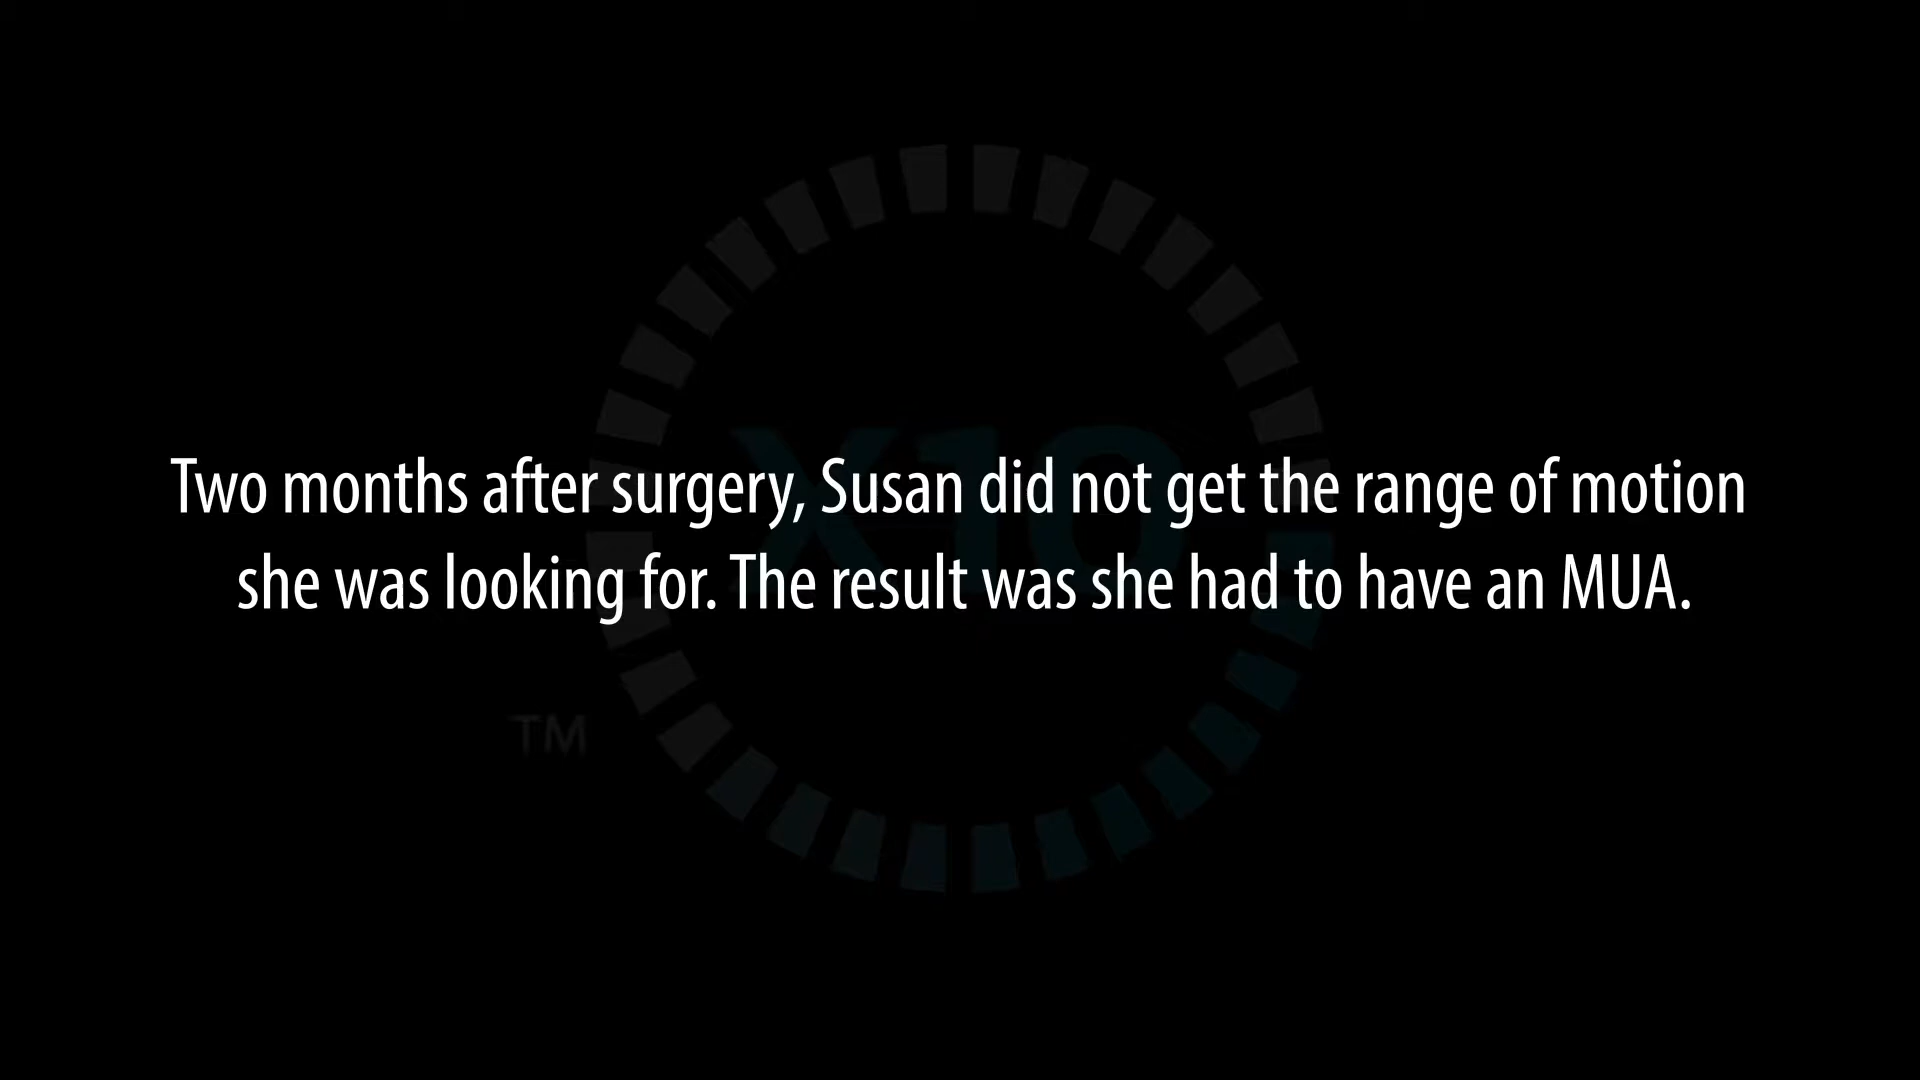 X10
Two months after surgery, Susan did not get the range of motion
she was looking for. The result was she had to have an MUA.
TM